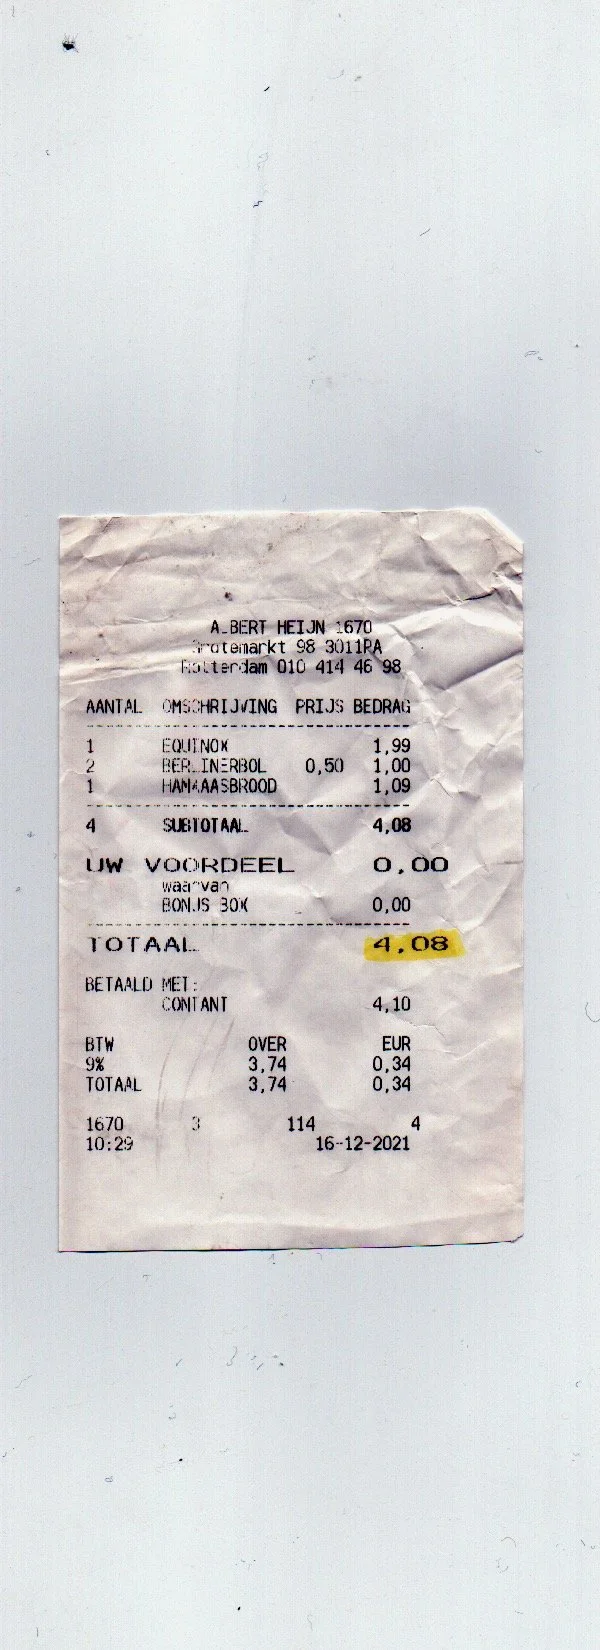 ALBERT HEIJN 1670
Grotemarkt 98 3011PA
Rotterdam 010 414 46 98
AANTAL OMSCHRIJVING PRIJS BEDRAG
1 EQUINOX 1,99
2 BERLINERBOL 0,50 1,00
1 HAMKAASBROOD 1,09
4 SUBTOTAAL 4,08
UW VOORDEEL 0,00
waarvan
BONUS BOX 0,00
TOTAAL 4,08
BETAALD MET:
CONTANT 4,10
BTW OVER EUR
9% 3,74 0,34
TOTAAL 3,74 0,34
1670 3 114 4
10:29 16-12-2021